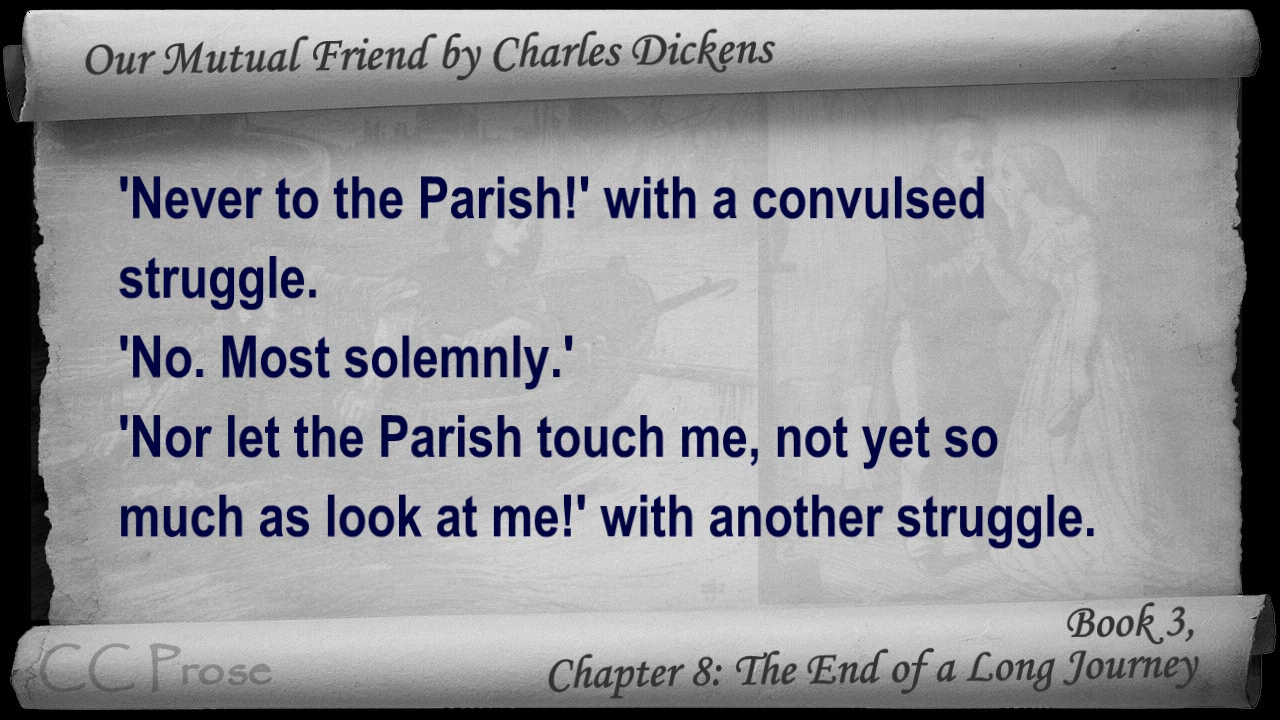 Our Mutual Friend by Charles Dickens
'Never to the Parish!' with a convulsed
struggle.
'No. Most solemnly.'
'Nor let the Parish touch me, not yet so
much as look at me!' with another struggle.
Book 3,
Chapter 8: The End of a Long Journey
CC Prose